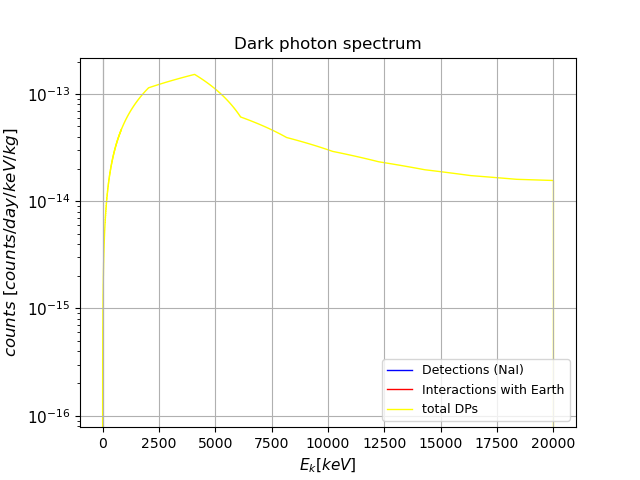 Dark photon spectrum
counts [counts/day/keV/kg]
10⁻¹³
10⁻¹⁴
10⁻¹⁵
10⁻¹⁶
Detections (NaI)
Interactions with Earth
total DPs
0 2500 5000 7500 10000 12500 15000 17500 20000
E_k[keV]